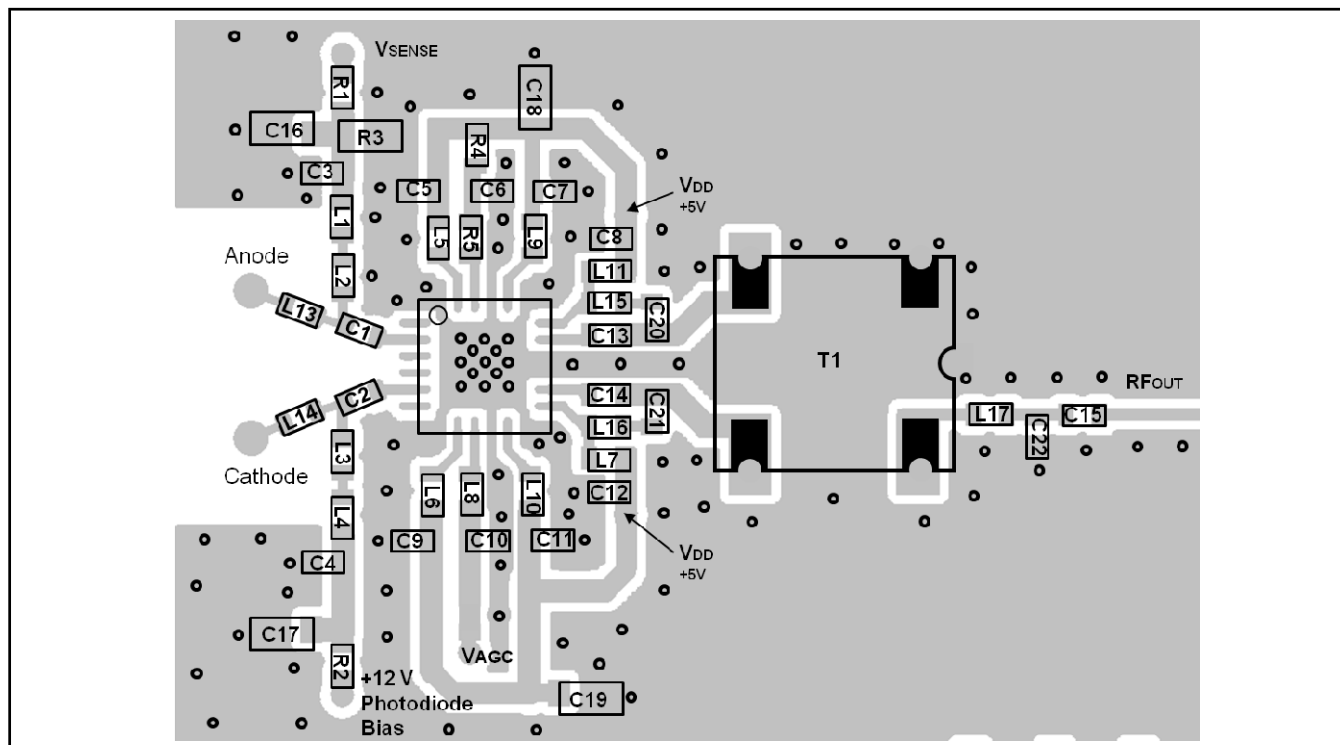 VSENSE
R1
C18
C16
R3
R4
C3
C5
C6
C7
VDD
+5V
L1
L5
R5
L9
C8
Anode
L2
L11
L13
C1
L15
C20
C13
T1
C2
C14
C21
RFOUT
L14
L16
L17
C22
C15
L3
Cathode
L7
L6
L8
L10
C12
L4
C9
C10
C11
C4
VDD
+5V
C17
VAGC
R2
+12 V
Photodiode
Bias
C19